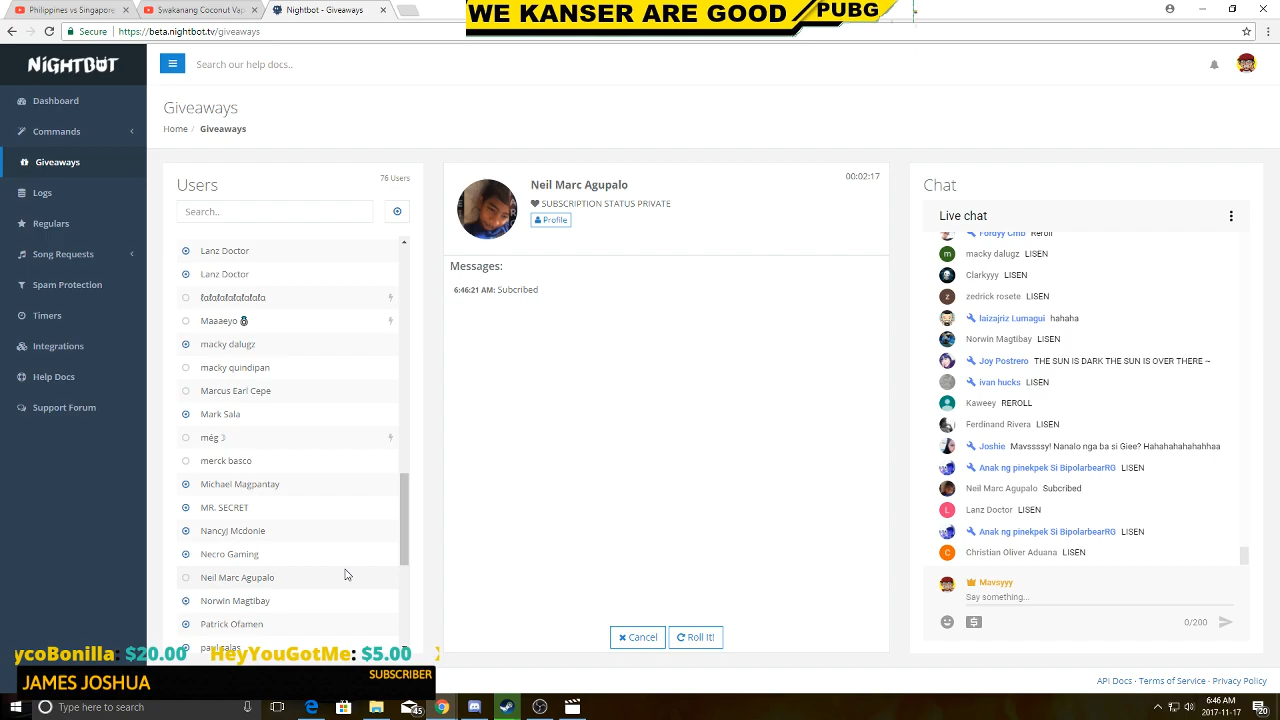 WE KANSER ARE GOOD
PUBG
Philippines vs Singapore
Swarang Coconut
Nightbot - Giveaways
Secure
https://beta.nightbot.tv/giveaways
NIGHTBOT
Search our help docs..
Dashboard
Commands
Giveaways
Logs
Regulars
Song Requests
Spam Protection
Timers
Integrations
Help Docs
Support Forum
Giveaways
Home / Giveaways
Users
76 Users
Search..
Lanz Doctor
Lanz Doctor
Maaaeyo
macky dalugz
macky quindipan
Marcus Earl Cepe
Mark Sala
még :)
merck basco
Michael Magpantay
MR. SECRET
Nancyj Mcdonie
Necro Gaming
Neil Marc Agupalo
Norwin Magtibay
Patrick Ofamen
paul salas
Neil Marc Agupalo
00:02:17
SUBSCRIPTION STATUS PRIVATE
Profile
Messages:
6:46:21 AM: Subcribed
Cancel
Roll It!
Chat
Live chat
Fordyy Cmb Reroll
macky dalugz LISEN
Clarkyyy LISEN
zedrick rosete LISEN
laizajriz Lumagui hahaha
Norwin Magtibay LISEN
Joy Postrero THE SUN IS DARK THE SUN IS OVER THERE ~
ivan hucks LISEN
Kaweey REROLL
Ferdinand Rivera LISEN
Joshie Mavssssy! Nanalo nga ba si Giee? Hahahahahahahhaa
Anak ng pinekpek Si BipolarbearRG LISEN
Neil Marc Agupalo Subcribed
Lanz Doctor LISEN
Anak ng pinekpek Si BipolarbearRG LISEN
Christian Oliver Aduana LISEN
Mavsyyy
Say something...
0/200
ycoBonilla: $20.00 HeyYouGotMe: $5.00
SUBSCRIBER
JAMES JOSHUA
API Docs · Terms of Service · Privacy Policy
Type here to search
45
6:46 AM
2017-11-17